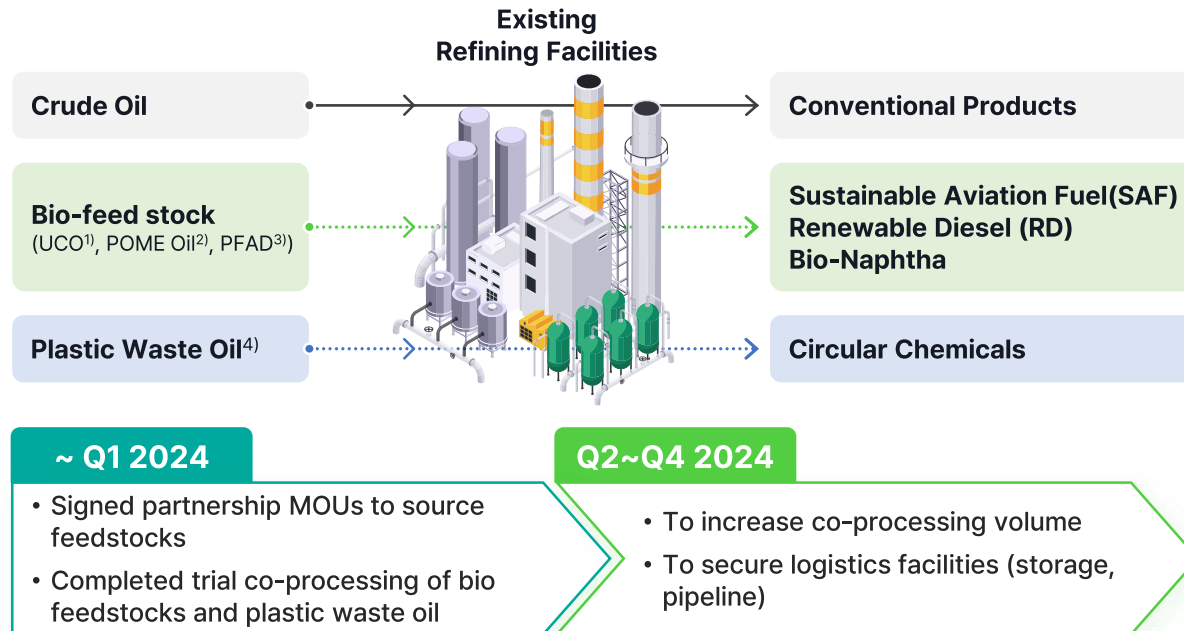 Existing
Refining Facilities
Crude Oil
Conventional Products
Bio-feed stock
(UCO1), POME Oil2), PFAD3))
Sustainable Aviation Fuel(SAF)
Renewable Diesel (RD)
Bio-Naphtha
Plastic Waste Oil4)
Circular Chemicals
~ Q1 2024
• Signed partnership MOUs to source
feedstocks
• Completed trial co-processing of bio
feedstocks and plastic waste oil
Q2~Q4 2024
• To increase co-processing volume
• To secure logistics facilities (storage,
pipeline)